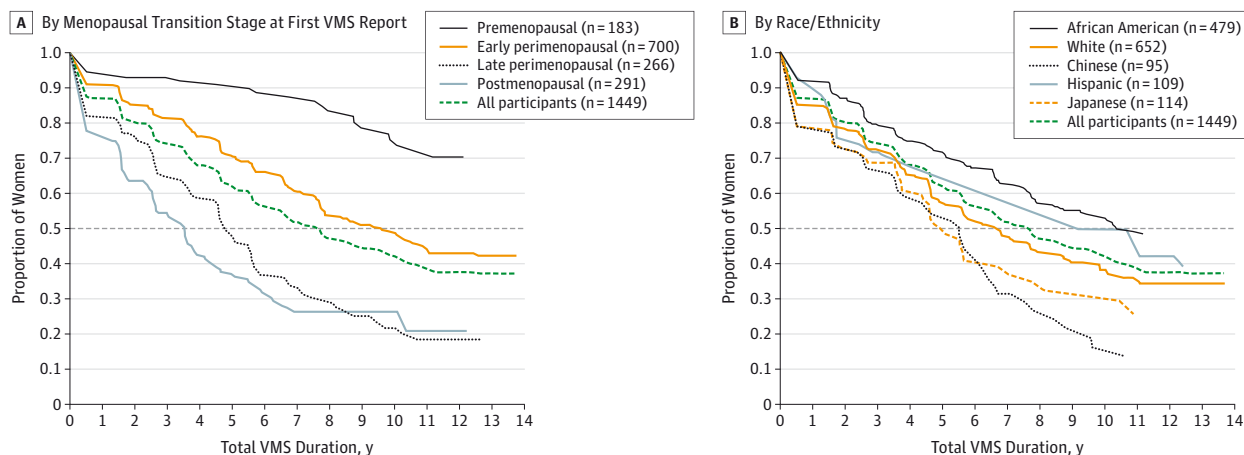 A By Menopausal Transition Stage at First VMS Report
Premenopausal (n = 183)
Early perimenopausal (n = 700)
Late perimenopausal (n = 266)
Postmenopausal (n = 291)
All participants (n = 1449)
1.0
0.9
0.8
0.7
0.6
0.5
0.4
0.3
0.2
0.1
Proportion of Women
0 1 2 3 4 5 6 7 8 9 10 11 12 13 14
Total VMS Duration, y
B By Race/Ethnicity
African American (n = 479)
White (n = 652)
Chinese (n = 95)
Hispanic (n = 109)
Japanese (n = 114)
All participants (n = 1449)
1.0
0.9
0.8
0.7
0.6
0.5
0.4
0.3
0.2
0.1
Proportion of Women
0 1 2 3 4 5 6 7 8 9 10 11 12 13 14
Total VMS Duration, y